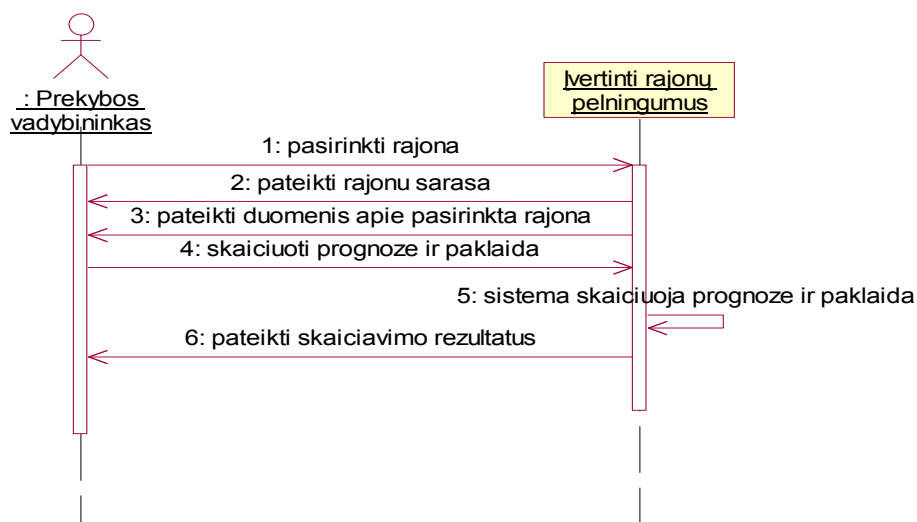 : Prekybos
vadybininkas
Įvertinti rajonų
pelningumus
1: pasirinkti rajona
2: pateikti rajonu sarasa
3: pateikti duomenis apie pasirinkta rajona
4: skaiciuoti prognoze ir paklaida
5: sistema skaiciuoja prognoze ir paklaida
6: pateikti skaiciavimo rezultatus